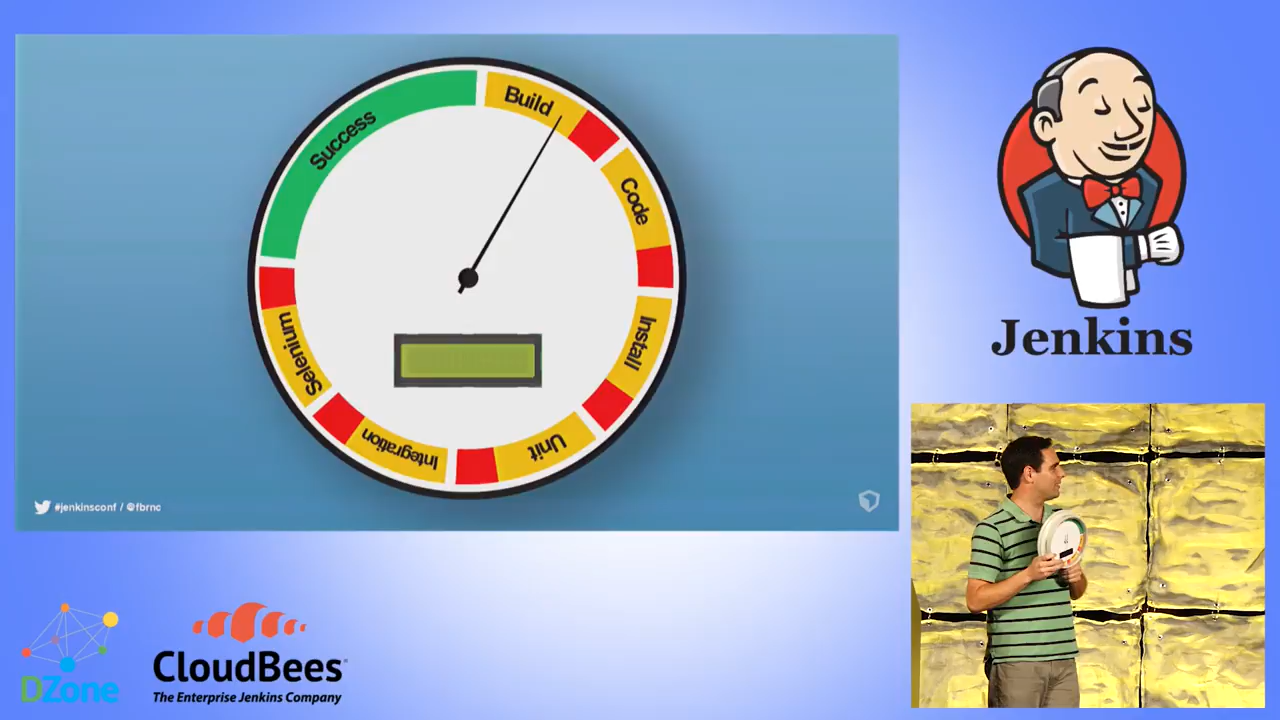 Success
Build
Code
Install
Unit
Integration
Selenium
#jenkinsconf / @fbrnc
Jenkins
DZone
CloudBees
The Enterprise Jenkins Company